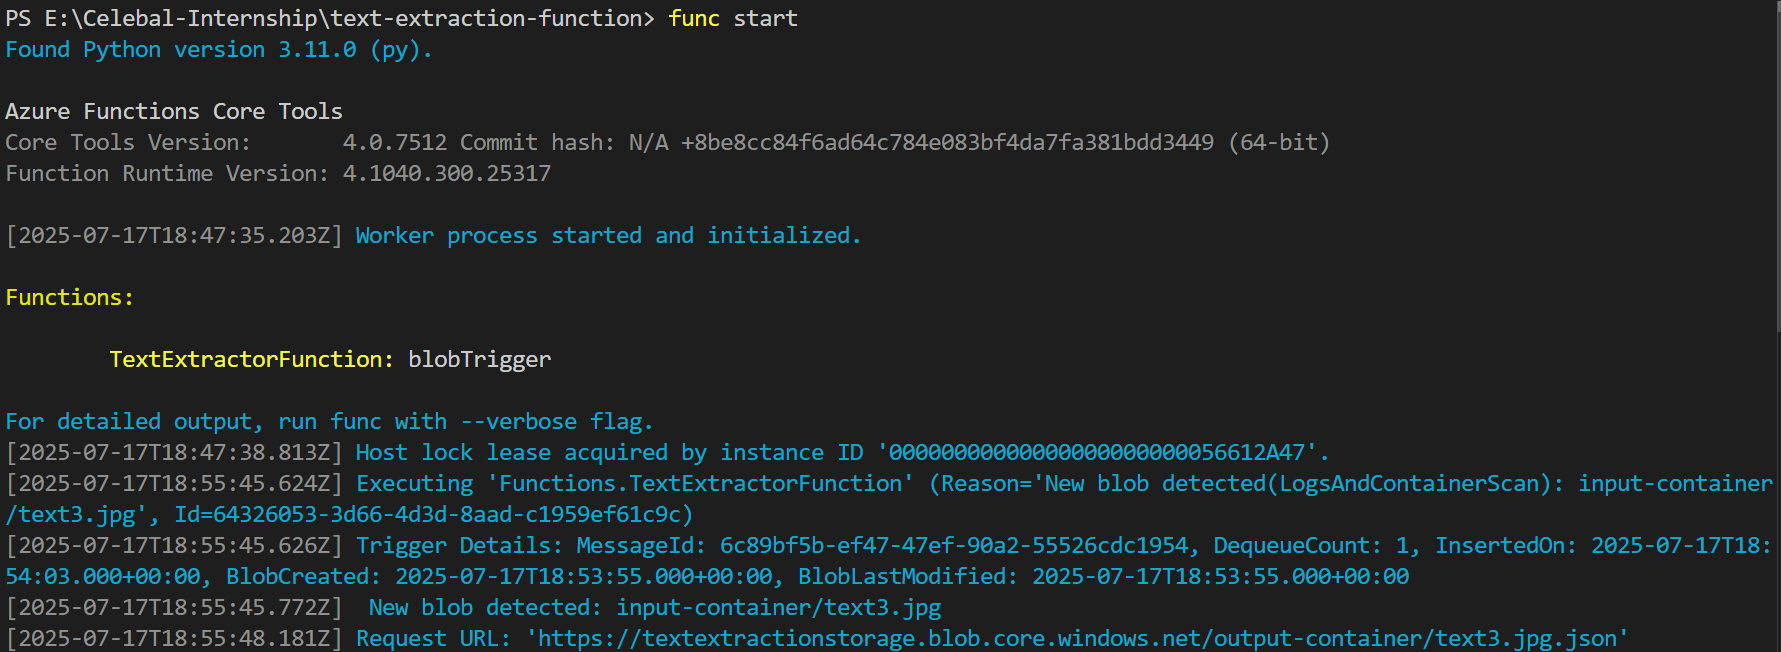 PS E:\Celebal-Internship\text-extraction-function> func start
Found Python version 3.11.0 (py).
Azure Functions Core Tools
Core Tools Version:       4.0.7512 Commit hash: N/A +8be8cc84f6ad64c784e083bf4da7fa381bdd3449 (64-bit)
Function Runtime Version: 4.1040.300.25317
[2025-07-17T18:47:35.203Z] Worker process started and initialized.
Functions:
        TextExtractorFunction: blobTrigger
For detailed output, run func with --verbose flag.
[2025-07-17T18:47:38.813Z] Host lock lease acquired by instance ID '00000000000000000000000056612A47'.
[2025-07-17T18:55:45.624Z] Executing 'Functions.TextExtractorFunction' (Reason='New blob detected(LogsAndContainerScan): input-container
/text3.jpg', Id=64326053-3d66-4d3d-8aad-c1959ef61c9c)
[2025-07-17T18:55:45.626Z] Trigger Details: MessageId: 6c89bf5b-ef47-47ef-90a2-55526cdc1954, DequeueCount: 1, InsertedOn: 2025-07-17T18:
54:03.000+00:00, BlobCreated: 2025-07-17T18:53:55.000+00:00, BlobLastModified: 2025-07-17T18:53:55.000+00:00
[2025-07-17T18:55:45.772Z]  New blob detected: input-container/text3.jpg
[2025-07-17T18:55:48.181Z] Request URL: 'https://textextractionstorage.blob.core.windows.net/output-container/text3.jpg.json'